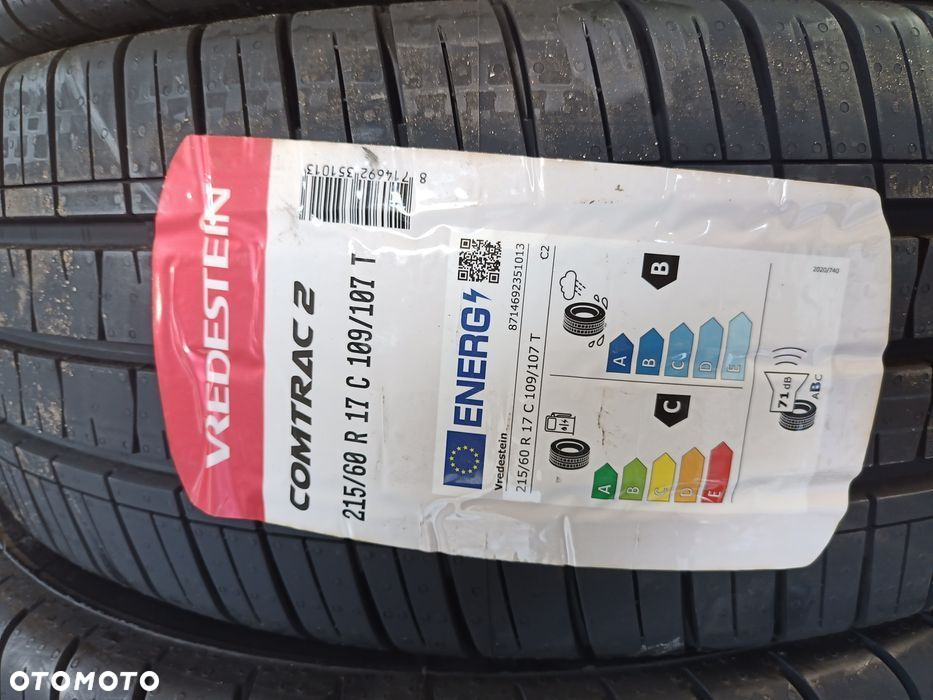 VREDESTEIN
COMTRAC 2
215/60 R 17 C 109/107 T
8 714692 351013
ENERG
Vredestein
8714692351013
215/60 R 17 C 109/107 T
C2
C
A
B
C
D
E
B
A
B
C
D
E
71 dB
ABC
2020/740
OTOMOTO